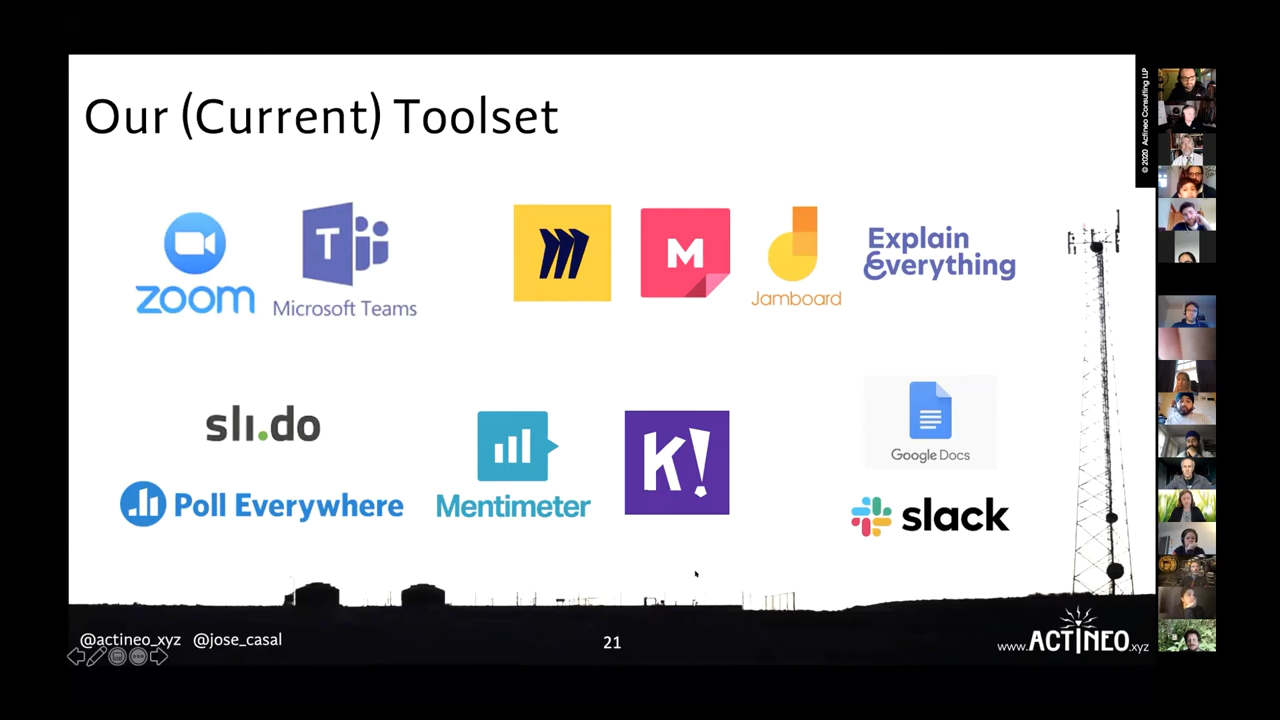 Our (Current) Toolset
© 2020 Actineo Consulting LLP
zoom
T
Microsoft Teams
M
Jamboard
Explain
Everything
sli.do
Poll Everywhere
Mentimeter
K!
Google Docs
slack
@actineo_xyz @jose_casal
21
www.ACTINEO.xyz